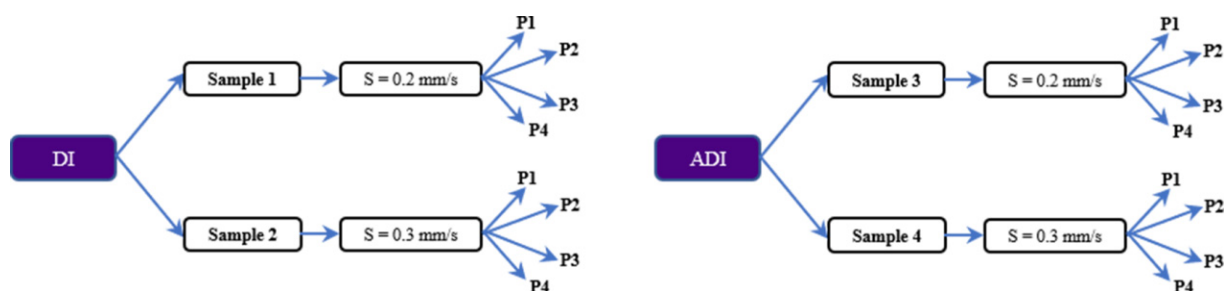 P1
P2
Sample 1
S = 0.2 mm/s
P3
P4
DI
P1
P2
Sample 2
S = 0.3 mm/s
P3
P4
P1
P2
Sample 3
S = 0.2 mm/s
P3
P4
ADI
P1
P2
Sample 4
S = 0.3 mm/s
P3
P4